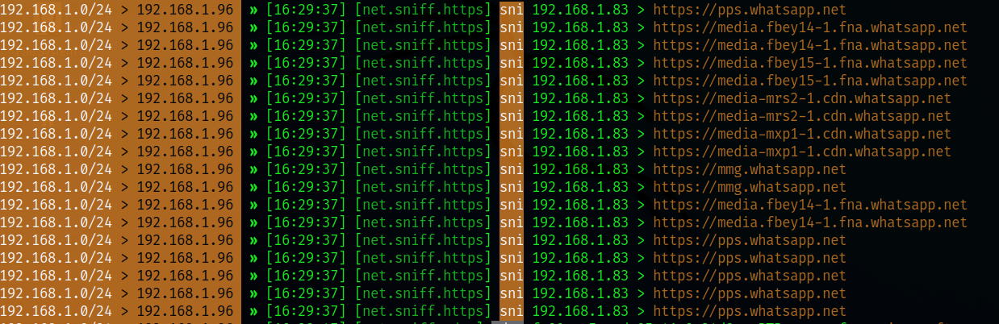 192.168.1.0/24 > 192.168.1.96 » [16:29:37] [net.sniff.https] sni 192.168.1.83 > https://pps.whatsapp.net
192.168.1.0/24 > 192.168.1.96 » [16:29:37] [net.sniff.https] sni 192.168.1.83 > https://media.fbey14-1.fna.whatsapp.net
192.168.1.0/24 > 192.168.1.96 » [16:29:37] [net.sniff.https] sni 192.168.1.83 > https://media.fbey14-1.fna.whatsapp.net
192.168.1.0/24 > 192.168.1.96 » [16:29:37] [net.sniff.https] sni 192.168.1.83 > https://media.fbey15-1.fna.whatsapp.net
192.168.1.0/24 > 192.168.1.96 » [16:29:37] [net.sniff.https] sni 192.168.1.83 > https://media.fbey15-1.fna.whatsapp.net
192.168.1.0/24 > 192.168.1.96 » [16:29:37] [net.sniff.https] sni 192.168.1.83 > https://media-mrs2-1.cdn.whatsapp.net
192.168.1.0/24 > 192.168.1.96 » [16:29:37] [net.sniff.https] sni 192.168.1.83 > https://media-mrs2-1.cdn.whatsapp.net
192.168.1.0/24 > 192.168.1.96 » [16:29:37] [net.sniff.https] sni 192.168.1.83 > https://media-mxp1-1.cdn.whatsapp.net
192.168.1.0/24 > 192.168.1.96 » [16:29:37] [net.sniff.https] sni 192.168.1.83 > https://media-mxp1-1.cdn.whatsapp.net
192.168.1.0/24 > 192.168.1.96 » [16:29:37] [net.sniff.https] sni 192.168.1.83 > https://mmg.whatsapp.net
192.168.1.0/24 > 192.168.1.96 » [16:29:37] [net.sniff.https] sni 192.168.1.83 > https://mmg.whatsapp.net
192.168.1.0/24 > 192.168.1.96 » [16:29:37] [net.sniff.https] sni 192.168.1.83 > https://media.fbey14-1.fna.whatsapp.net
192.168.1.0/24 > 192.168.1.96 » [16:29:37] [net.sniff.https] sni 192.168.1.83 > https://media.fbey14-1.fna.whatsapp.net
192.168.1.0/24 > 192.168.1.96 » [16:29:37] [net.sniff.https] sni 192.168.1.83 > https://pps.whatsapp.net
192.168.1.0/24 > 192.168.1.96 » [16:29:37] [net.sniff.https] sni 192.168.1.83 > https://pps.whatsapp.net
192.168.1.0/24 > 192.168.1.96 » [16:29:37] [net.sniff.https] sni 192.168.1.83 > https://pps.whatsapp.net
192.168.1.0/24 > 192.168.1.96 » [16:29:37] [net.sniff.https] sni 192.168.1.83 > https://pps.whatsapp.net
192.168.1.0/24 > 192.168.1.96 » [16:29:37] [net.sniff.https] sni 192.168.1.83 > https://pps.whatsapp.net